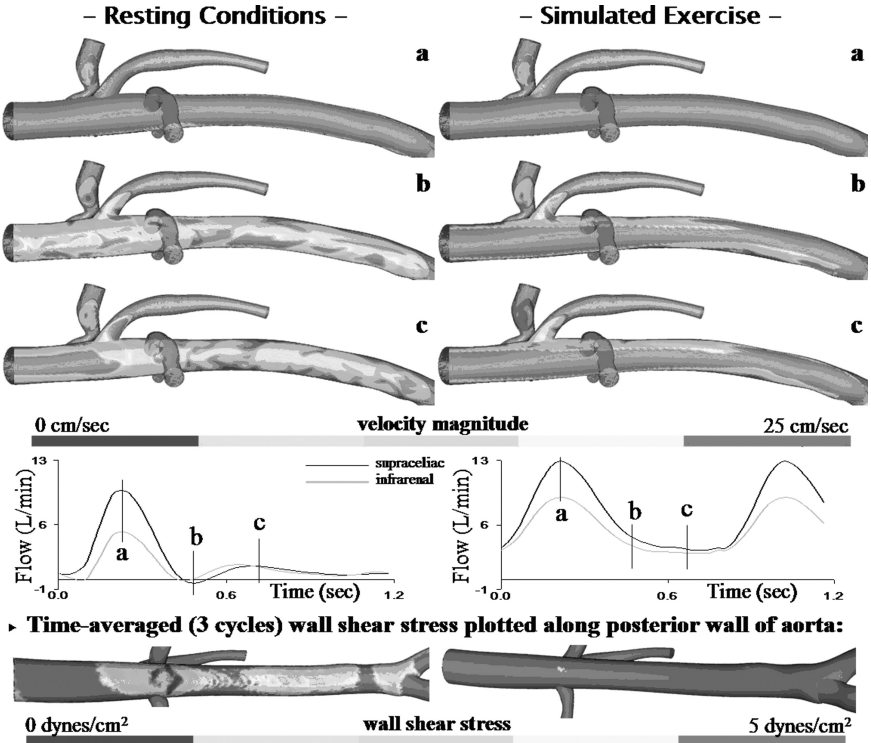 – Resting Conditions –
– Simulated Exercise –
a
a
b
b
c
c
0 cm/sec velocity magnitude 25 cm/sec
13
6
-1
Flow (L/min)
supraceliac
infrarenal
a
b
c
0.0 0.6 1.2
Time (sec)
13
6
-1
Flow (L/min)
a
b
c
0.0 0.6 1.2
Time (sec)
▸ Time-averaged (3 cycles) wall shear stress plotted along posterior wall of aorta:
0 dynes/cm² wall shear stress 5 dynes/cm²